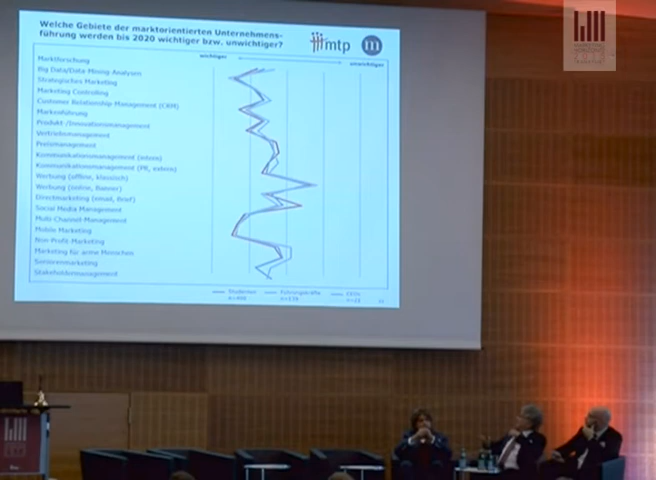 Welche Gebiete der marktorientierten Unternehmens-
führung werden bis 2020 wichtiger bzw. unwichtiger?
mtp
m
wichtiger
unwichtiger
Marktforschung
Big Data/Data-Mining-Analysen
Strategisches Marketing
Marketing Controlling
Customer Relationship-Management (CRM)
Markenführung
Produkt-/Innovationsmanagement
Vertriebsmanagement
Preismanagement
Kommunikationsmanagement (intern)
Kommunikationsmanagement (PR, extern)
Werbung (offline, klassisch)
Werbung (online, Banner)
Direktmarketing (email, Brief)
Social Media Management
Multi-Channel-Management
Mobile Marketing
Non-Profit-Marketing
Marketing für arme Menschen
Seniorenmarketing
Stakeholdermanagement
Studenten
Führungskräfte
CEOs